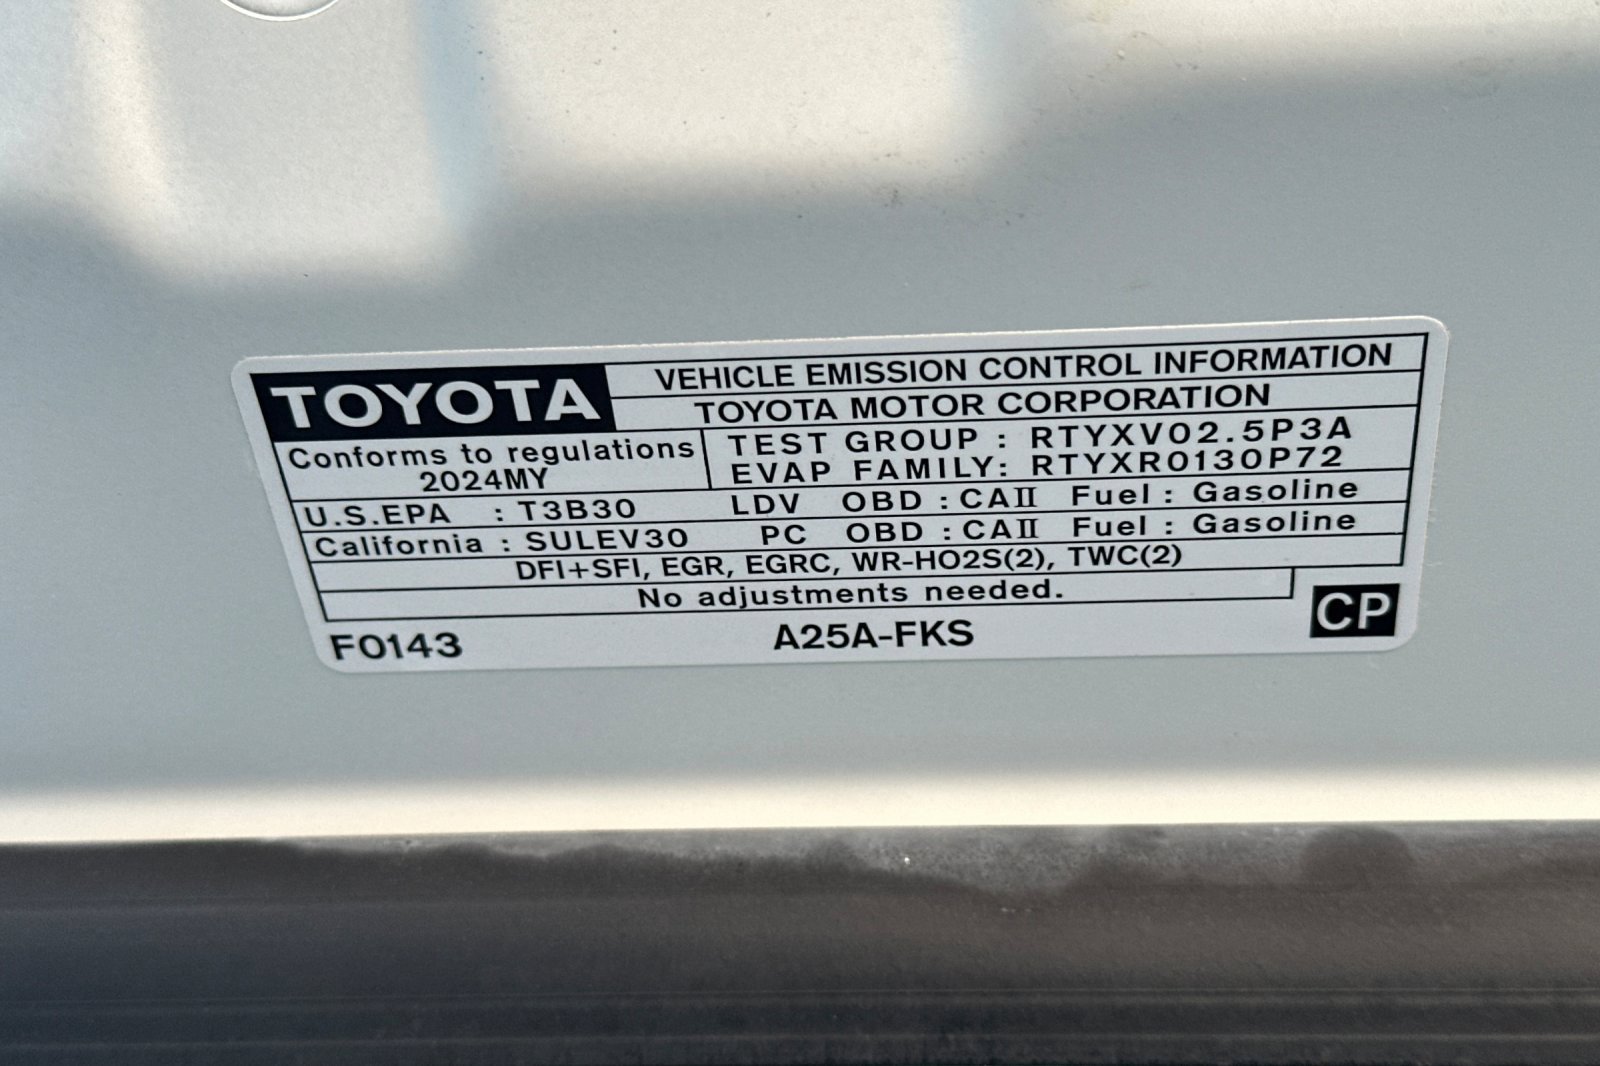 TOYOTA
VEHICLE EMISSION CONTROL INFORMATION
TOYOTA MOTOR CORPORATION
Conforms to regulations
2024MY
TEST GROUP : RTYXV02.5P3A
EVAP FAMILY: RTYXR0130P72
U.S.EPA : T3B30 LDV OBD : CAII Fuel : Gasoline
California : SULEV30 PC OBD : CAII Fuel : Gasoline
DFI+SFI, EGR, EGRC, WR-HO2S(2), TWC(2)
No adjustments needed.
F0143 A25A-FKS CP